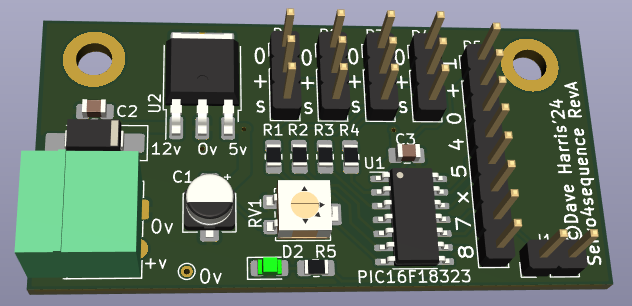 U2
C2
12v 0v 5v
0 + s
0 + s
0 + s
0 + s
R1 R2 R3 R4
C3
U1
C1 +
RV1
0v
+v
0v
D2 R5
PIC16F18323
1
0
+
4
5
x
7
8
©Dave Harris'24
Servo4sequence RevA